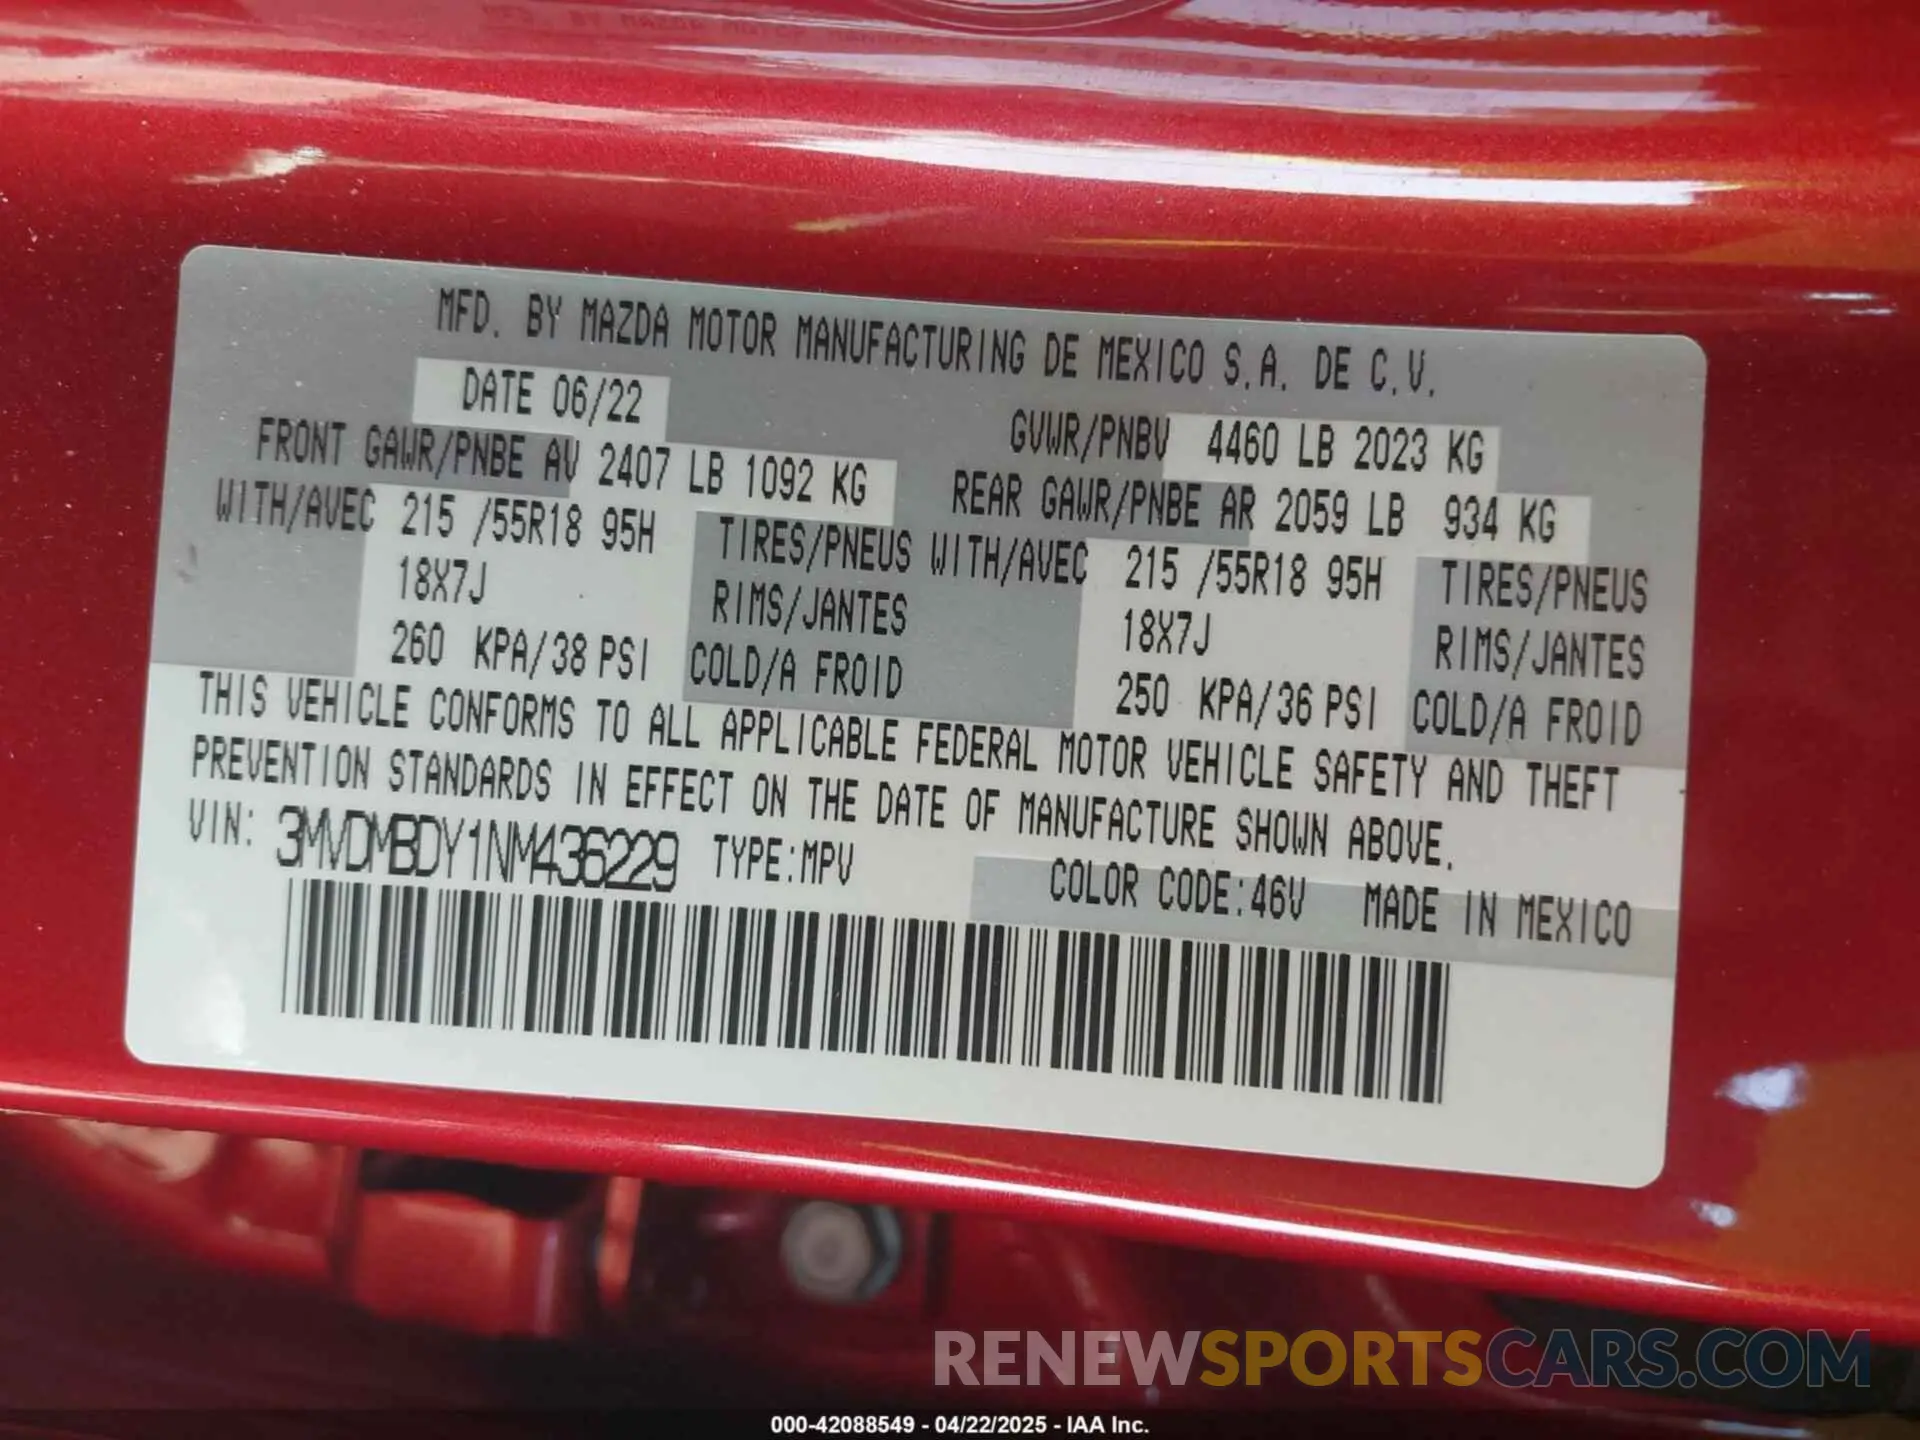 MFD. BY MAZDA MOTOR MANUFACTURING DE MEXICO S.A. DE C.V.
DATE 06/22
GVWR/PNBV 4460 LB 2023 KG
FRONT GAWR/PNBE AV 2407 LB 1092 KG
REAR GAWR/PNBE AR 2059 LB 934 KG
WITH/AVEC 215 /55R18 95H TIRES/PNEUS WITH/AVEC 215 /55R18 95H TIRES/PNEUS
18X7J RIMS/JANTES 18X7J RIMS/JANTES
260 KPA/38 PSI COLD/A FROID 250 KPA/36 PSI COLD/A FROID
THIS VEHICLE CONFORMS TO ALL APPLICABLE FEDERAL MOTOR VEHICLE SAFETY AND THEFT
PREVENTION STANDARDS IN EFFECT ON THE DATE OF MANUFACTURE SHOWN ABOVE.
VIN: 3MVDMBDY1NM436229 TYPE:MPV
COLOR CODE:46V MADE IN MEXICO
RENEWSPORTSCARS.COM
000-42088549 - 04/22/2025 - IAA Inc.